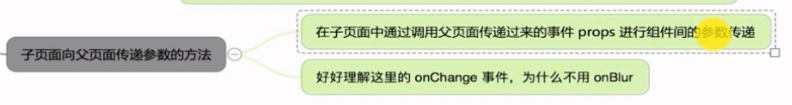 子页面向父页面传递参数的方法
在子页面中通过调用父页面传递过来的事件 props 进行组件间的参数传递
好好理解这里的 onChange 事件，为什么不用 onBlur